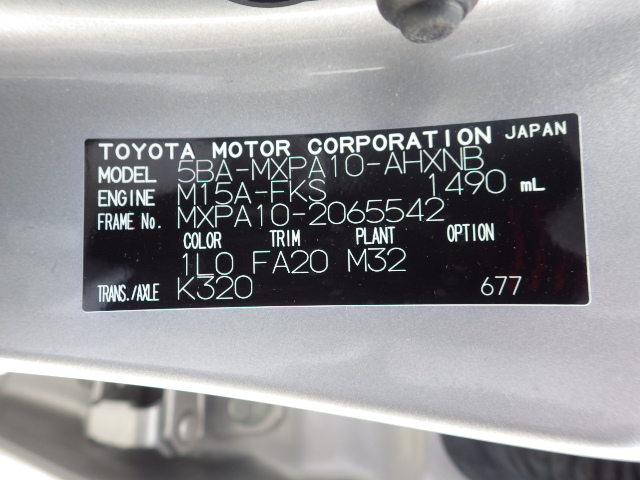 TOYOTA MOTOR CORPORATION JAPAN
MODEL 5BA-MXPA10-AHXNB
ENGINE M15A-FKS 1490 mL
FRAME No. MXPA10-2065542
COLOR TRIM PLANT OPTION
1L0 FA20 M32
TRANS./AXLE K320 677